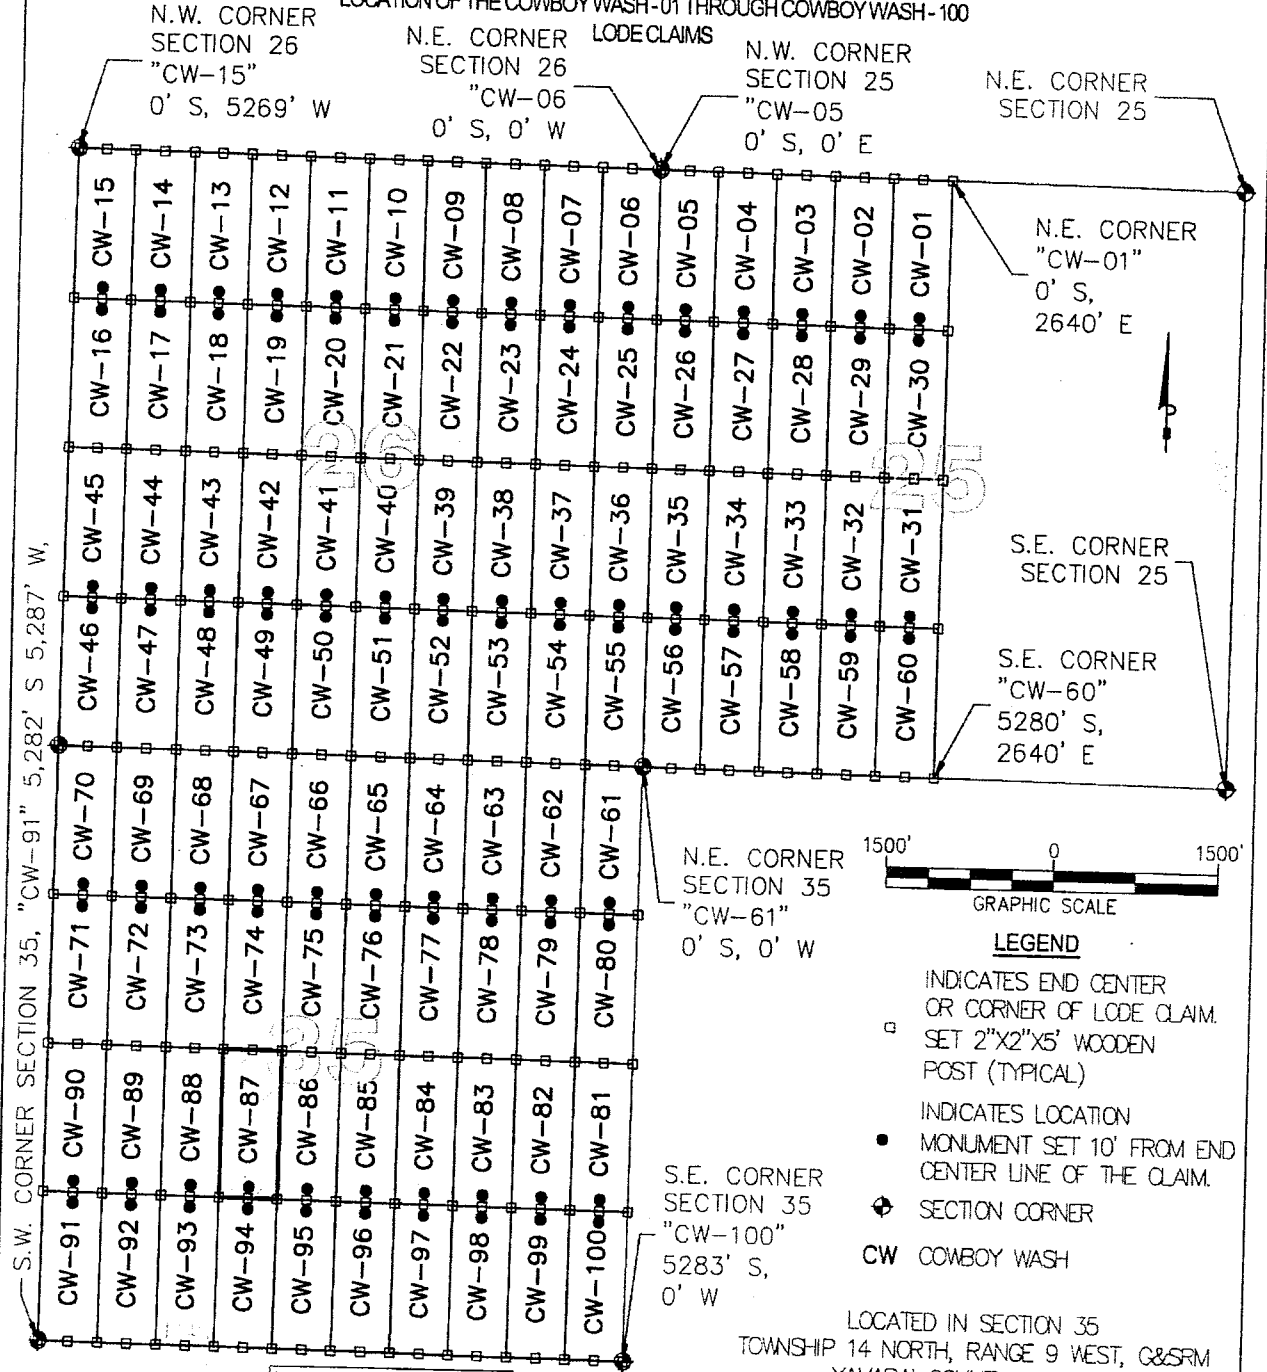 LOCATION OF THE COWBOY WASH-01 THROUGH COWBOY WASH-100
LODE CLAIMS
N.W. CORNER
SECTION 26
"CW-15"
0' S, 5269' W
N.E. CORNER
SECTION 26
"CW-06
0' S, 0' W
N.W. CORNER
SECTION 25
"CW-05
0' S, 0' E
N.E. CORNER
SECTION 25
CW-15 CW-14 CW-13 CW-12 CW-11 CW-10 CW-09 CW-08 CW-07 CW-06 CW-05 CW-04 CW-03 CW-02 CW-01
N.E. CORNER
"CW-01"
0' S,
2640' E
CW-16 CW-17 CW-18 CW-19 CW-20 CW-21 CW-22 CW-23 CW-24 CW-25 CW-26 CW-27 CW-28 CW-29 CW-30
26
25
CW-45 CW-44 CW-43 CW-42 CW-41 CW-40 CW-39 CW-38 CW-37 CW-36 CW-35 CW-34 CW-33 CW-32 CW-31
S.E. CORNER
SECTION 25
CW-46 CW-47 CW-48 CW-49 CW-50 CW-51 CW-52 CW-53 CW-54 CW-55 CW-56 CW-57 CW-58 CW-59 CW-60
S.E. CORNER
"CW-60"
5280' S,
2640' E
CW-70 CW-69 CW-68 CW-67 CW-66 CW-65 CW-64 CW-63 CW-62 CW-61
N.E. CORNER
SECTION 35
"CW-61"
0' S, 0' W
CW-71 CW-72 CW-73 CW-74 CW-75 CW-76 CW-77 CW-78 CW-79 CW-80
35
CW-90 CW-89 CW-88 CW-87 CW-86 CW-85 CW-84 CW-83 CW-82 CW-81
CW-91 CW-92 CW-93 CW-94 CW-95 CW-96 CW-97 CW-98 CW-99 CW-100
S.W. CORNER SECTION 35, "CW-91" 5,282' S 5,287' W,
S.E. CORNER
SECTION 35
"CW-100"
5283' S,
0' W
1500' 0 1500'
GRAPHIC SCALE
LEGEND
INDICATES END CENTER
OR CORNER OF LODE CLAIM.
SET 2"X2"X5' WOODEN
POST (TYPICAL)
INDICATES LOCATION
MONUMENT SET 10' FROM END
CENTER LINE OF THE CLAIM.
SECTION CORNER
CW COWBOY WASH
LOCATED IN SECTION 35
TOWNSHIP 14 NORTH, RANGE 9 WEST, G&SRM